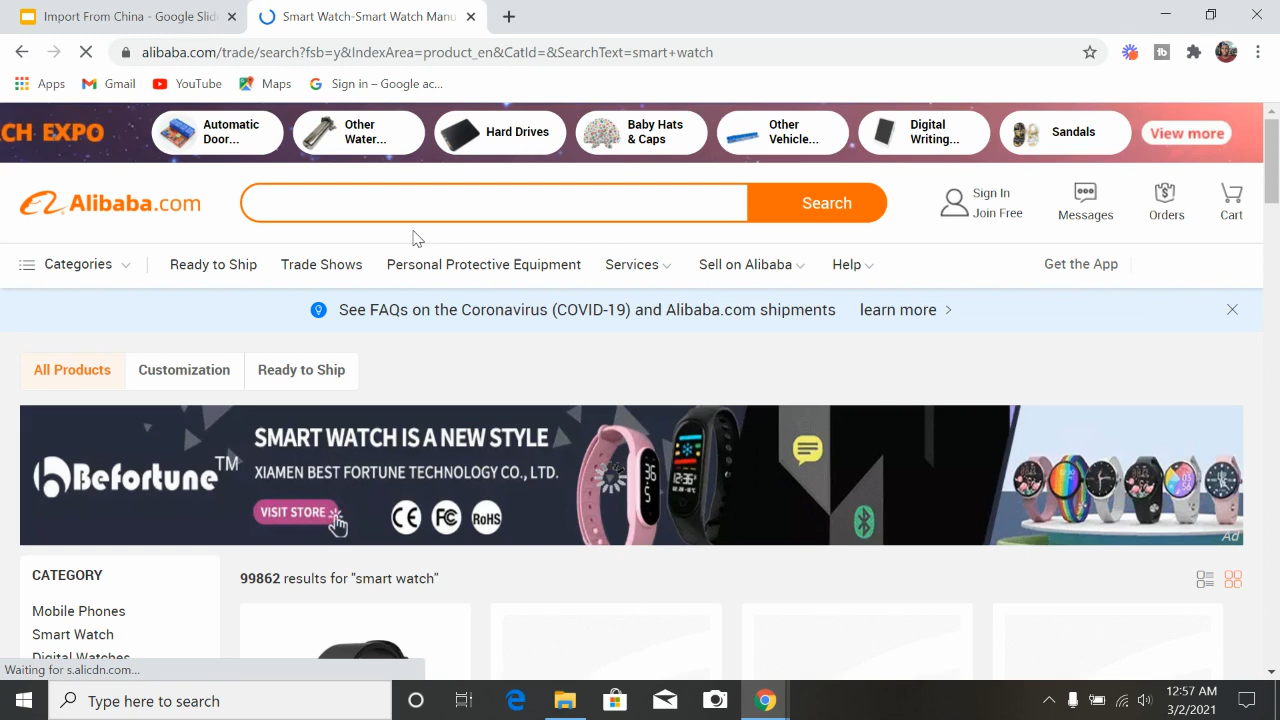 Import From China - Google Slid
Smart Watch-Smart Watch Manu
alibaba.com/trade/search?fsb=y&IndexArea=product_en&CatId=&SearchText=smart+watch
Apps
Gmail
YouTube
Maps
Sign in – Google ac...
CH EXPO
Automatic
Door...
Other
Water...
Hard Drives
Baby Hats
& Caps
Other
Vehicle...
Digital
Writing...
Sandals
View more
Alibaba.com
Search
Sign In
Join Free
Messages
Orders
Cart
Categories
Ready to Ship
Trade Shows
Personal Protective Equipment
Services
Sell on Alibaba
Help
Get the App
See FAQs on the Coronavirus (COVID-19) and Alibaba.com shipments
learn more
All Products
Customization
Ready to Ship
Befortune™
SMART WATCH IS A NEW STYLE
XIAMEN BEST FORTUNE TECHNOLOGY CO., LTD.
VISIT STORE
CE
FC
RoHS
Ad
CATEGORY
99862 results for "smart watch"
Mobile Phones
Smart Watch
Digital Watches
Waiting for s.alicdn.com...
Type here to search
12:57 AM
3/2/2021